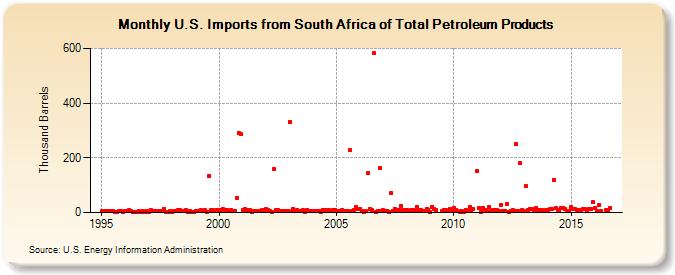 Monthly U.S. Imports from South Africa of Total Petroleum Products
Thousand Barrels
600
400
200
0
1995 2000 2005 2010 2015
Source: U.S. Energy Information Administration